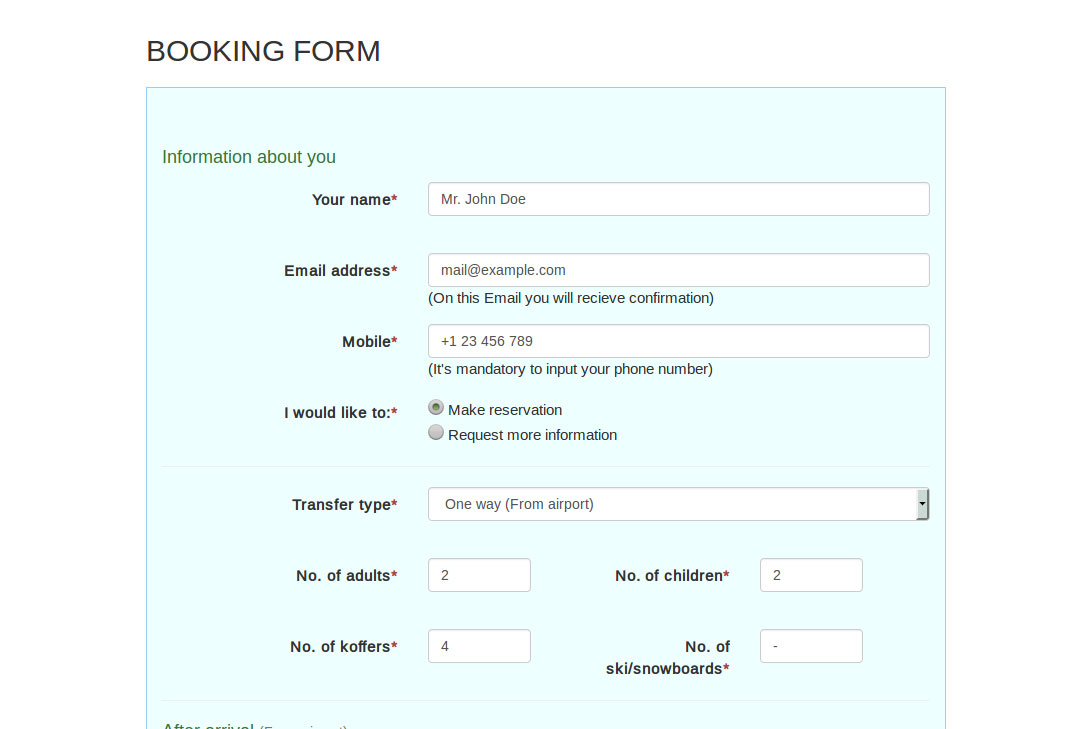 BOOKING FORM
Information about you
Your name* Mr. John Doe
Email address* mail@example.com
(On this Email you will recieve confirmation)
Mobile* +1 23 456 789
(It's mandatory to input your phone number)
I would like to:* Make reservation
Request more information
Transfer type* One way (From airport)
No. of adults* 2 No. of children* 2
No. of koffers* 4 No. of ski/snowboards* -
After arrival (From airport)